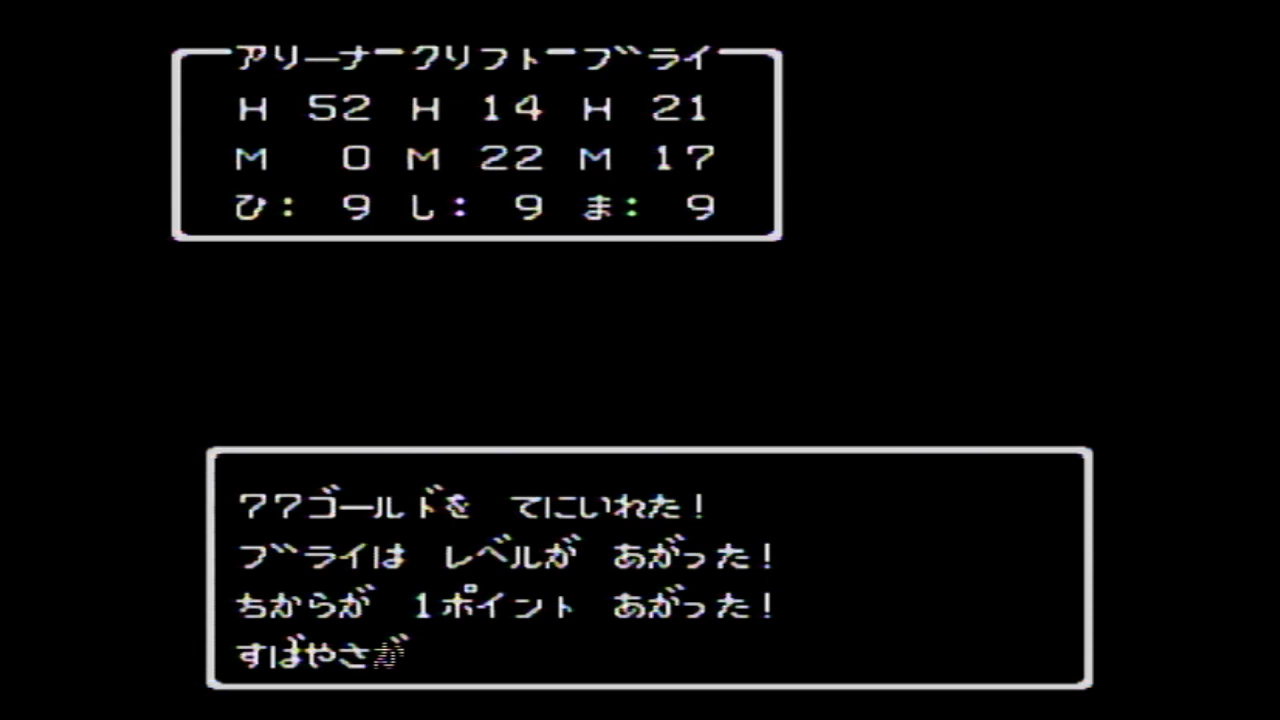 アリーナ クリフト ブライ
H 52 H 14 H 21
M 0 M 22 M 17
ひ: 9 し: 9 ま: 9
77ゴールドを てにいれた!
ブライは レベルが あがった!
ちからが 1ポイント あがった!
すばやさが